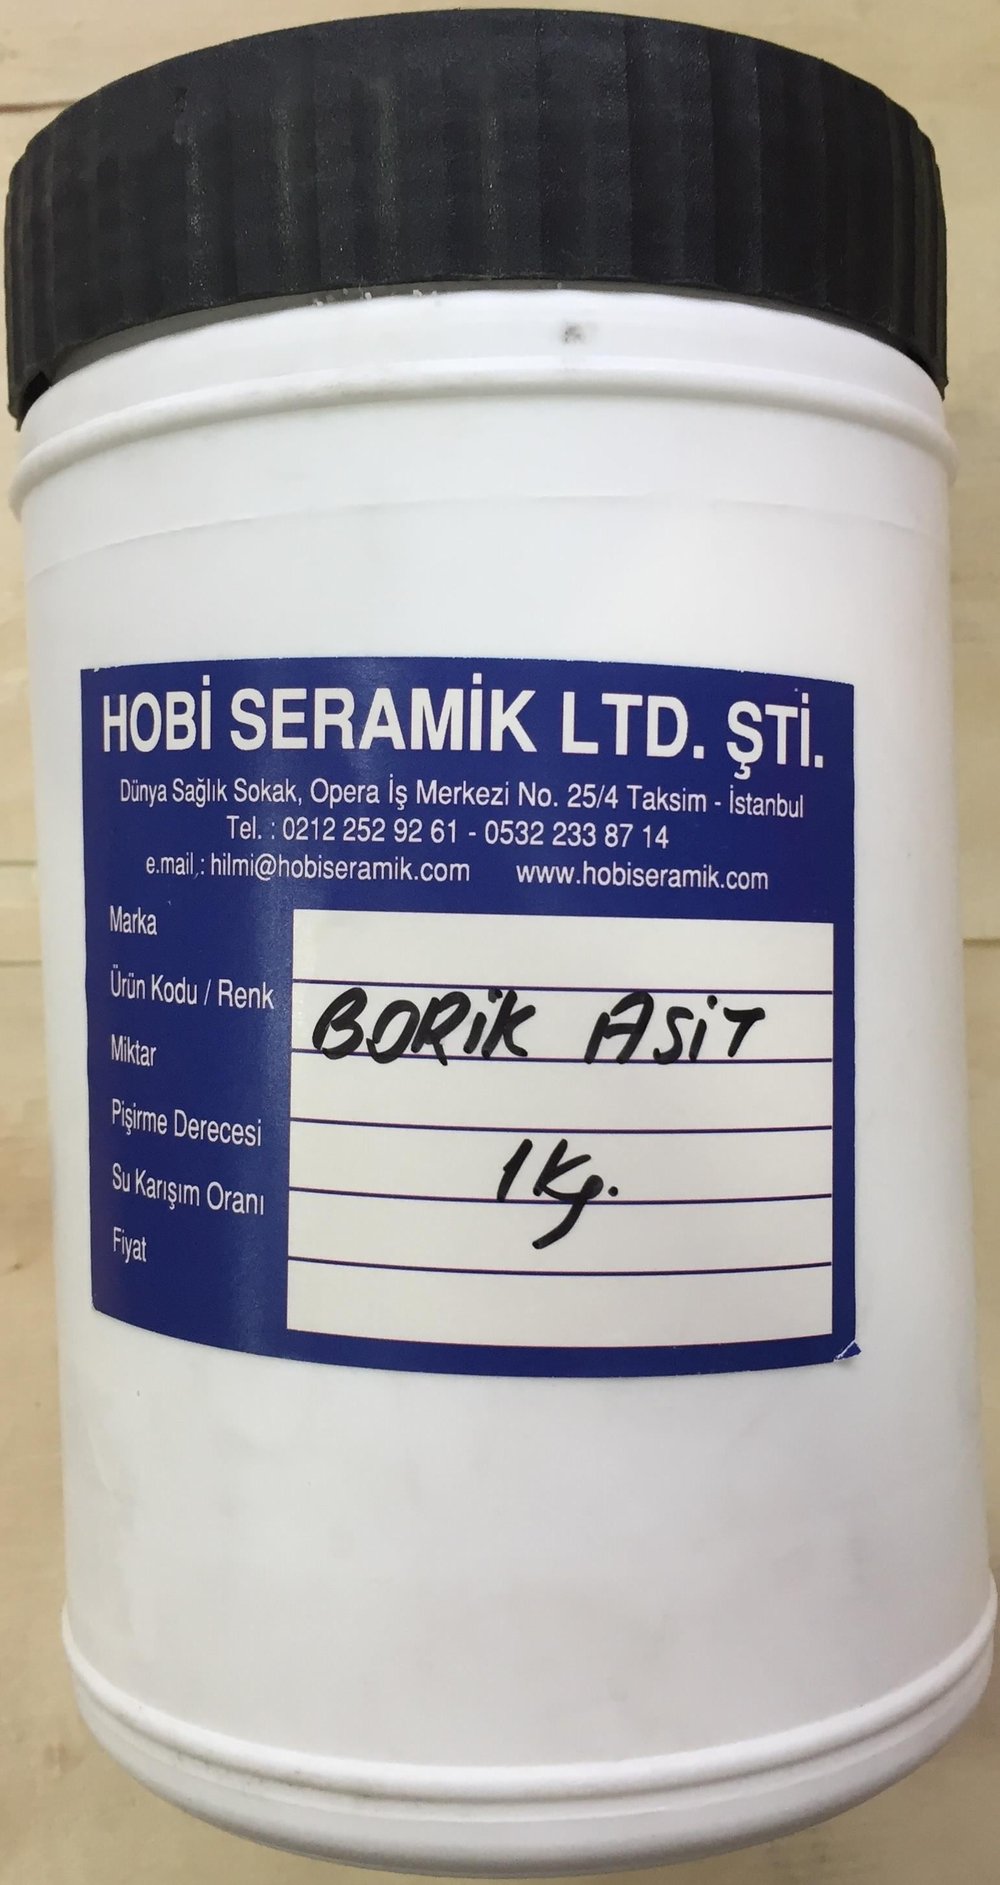 HOBİ SERAMİK LTD. ŞTİ.
Dünya Sağlık Sokak, Opera İş Merkezi No. 25/4 Taksim - İstanbul
Tel. : 0212 252 92 61 - 0532 233 87 14
e.mail.: hilmi@hobiseramik.com www.hobiseramik.com
Marka
Ürün Kodu / Renk BORİK ASİT
Miktar
Pişirme Derecesi 1 Kg.
Su Karışım Oranı
Fiyat